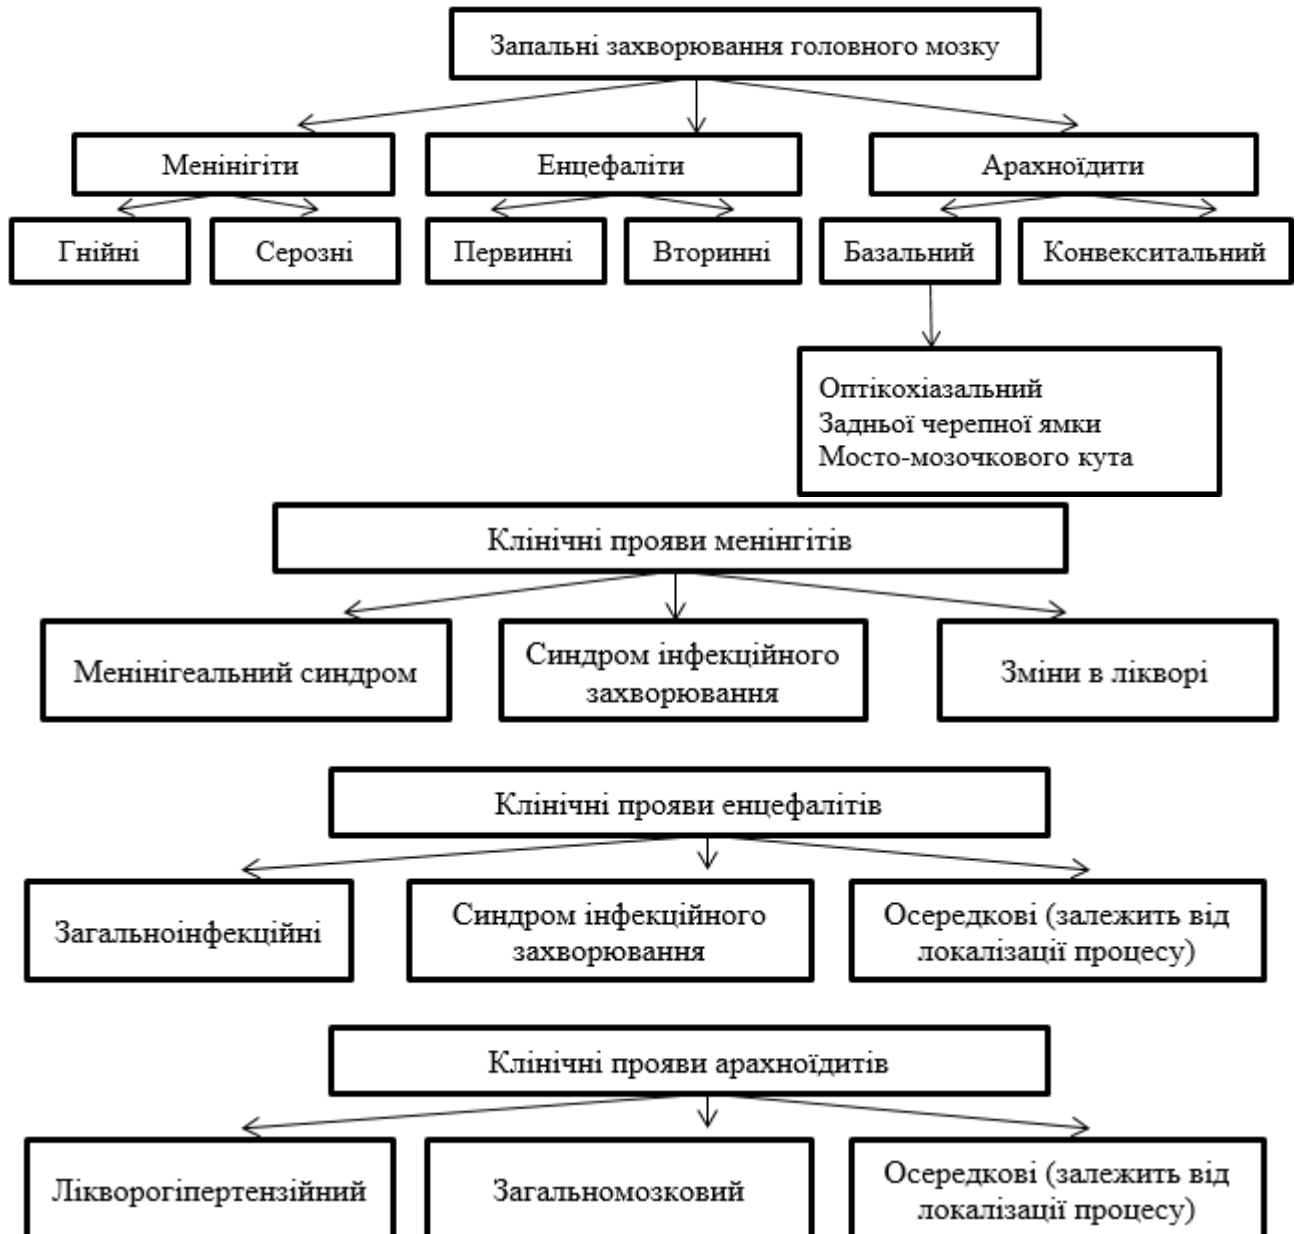 Запальні захворювання головного мозку
Менінігіти
Енцефаліти
Арахноїдити
Гнійні
Серозні
Первинні
Вторинні
Базальний
Конвекситальний
Оптікохіазальний
Задньої черепної ямки
Мосто-мозочкового кута
Клінічні прояви менінгітів
Менінігеальний синдром
Синдром інфекційного
захворювання
Зміни в лікворі
Клінічні прояви енцефалітів
Загальноінфекційні
Синдром інфекційного
захворювання
Осередкові (залежить від
локалізації процесу)
Клінічні прояви арахноїдитів
Лікворогіпертензійний
Загальномозковий
Осередкові (залежить від
локалізації процесу)